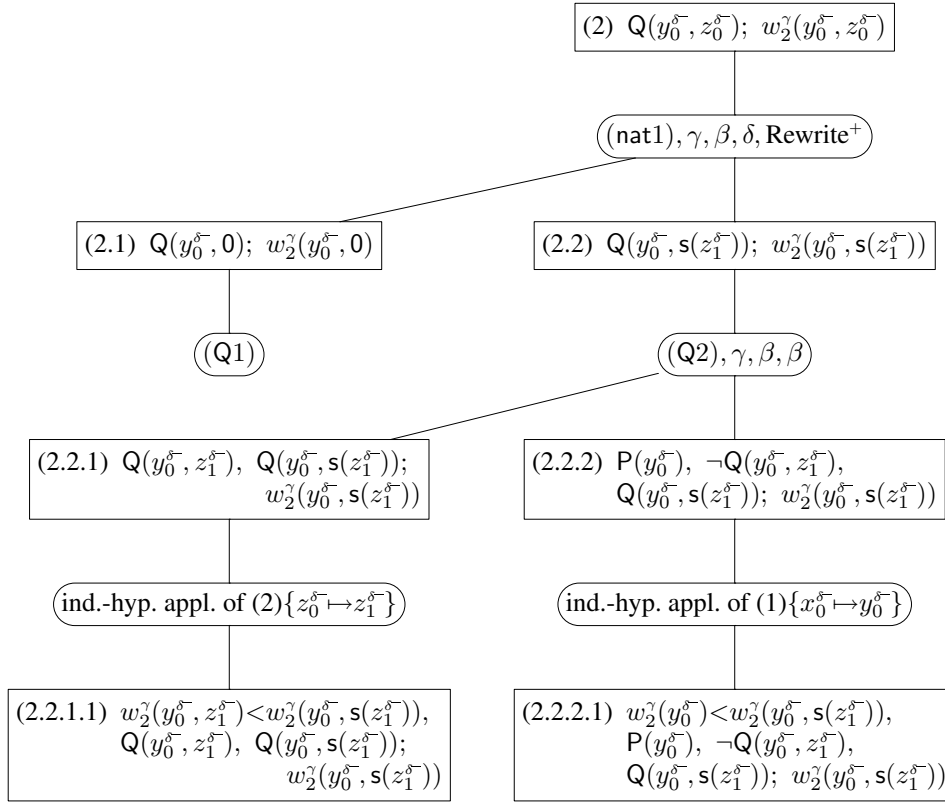 (2) Q(y₀^δ⁻, z₀^δ⁻); w₂^γ(y₀^δ⁻, z₀^δ⁻)
(nat1), γ, β, δ, Rewrite⁺
(2.1) Q(y₀^δ⁻, 0); w₂^γ(y₀^δ⁻, 0)
(2.2) Q(y₀^δ⁻, s(z₁^δ⁻)); w₂^γ(y₀^δ⁻, s(z₁^δ⁻))
(Q1)
(Q2), γ, β, β
(2.2.1) Q(y₀^δ⁻, z₁^δ⁻), Q(y₀^δ⁻, s(z₁^δ⁻));
w₂^γ(y₀^δ⁻, s(z₁^δ⁻))
(2.2.2) P(y₀^δ⁻), ¬Q(y₀^δ⁻, z₁^δ⁻),
Q(y₀^δ⁻, s(z₁^δ⁻)); w₂^γ(y₀^δ⁻, s(z₁^δ⁻))
ind.-hyp. appl. of (2){z₀^δ⁻↦z₁^δ⁻}
ind.-hyp. appl. of (1){x₀^δ⁻↦y₀^δ⁻}
(2.2.1.1) w₂^γ(y₀^δ⁻, z₁^δ⁻)<w₂^γ(y₀^δ⁻, s(z₁^δ⁻)),
Q(y₀^δ⁻, z₁^δ⁻), Q(y₀^δ⁻, s(z₁^δ⁻));
w₂^γ(y₀^δ⁻, s(z₁^δ⁻))
(2.2.2.1) w₂^γ(y₀^δ⁻)<w₂^γ(y₀^δ⁻, s(z₁^δ⁻)),
P(y₀^δ⁻), ¬Q(y₀^δ⁻, z₁^δ⁻),
Q(y₀^δ⁻, s(z₁^δ⁻)); w₂^γ(y₀^δ⁻, s(z₁^δ⁻))